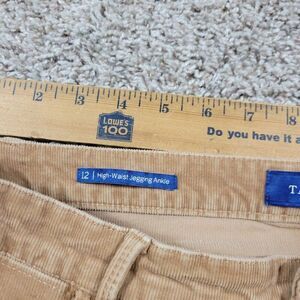 2 3 4 5 6 7 8
LOWE'S
100
Do you have it a
12 | High-Waist Jegging Ankle
TA